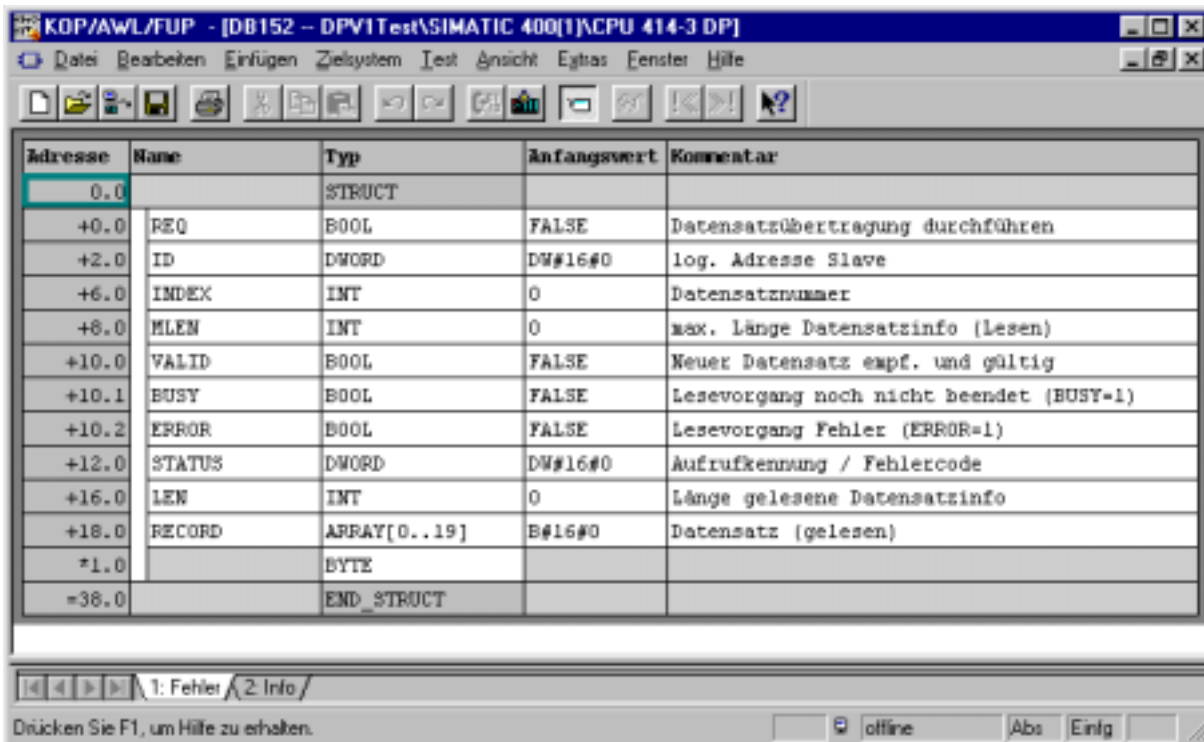 KOP/AWL/FUP - [DB152 -- DPV1Test\SIMATIC 400(1)\CPU 414-3 DP]
Datei Bearbeiten Einfügen Zielsystem Test Ansicht Extras Fenster Hilfe
Adresse Name Typ Anfangswert Kommentar
0.0 STRUCT
+0.0 REQ BOOL FALSE Datensatzübertragung durchführen
+2.0 ID DWORD DW#16#0 log. Adresse Slave
+6.0 INDEX INT 0 Datensatznummer
+8.0 MLEN INT 0 max. Länge Datensatzinfo (Lesen)
+10.0 VALID BOOL FALSE Neuer Datensatz empf. und gültig
+10.1 BUSY BOOL FALSE Lesevorgang noch nicht beendet (BUSY=1)
+10.2 ERROR BOOL FALSE Lesevorgang Fehler (ERROR=1)
+12.0 STATUS DWORD DW#16#0 Aufrufkennung / Fehlercode
+16.0 LEN INT 0 Länge gelesene Datensatzinfo
+18.0 RECORD ARRAY[0..19] B#16#0 Datensatz (gelesen)
*1.0 BYTE
=38.0 END_STRUCT
1: Fehler 2: Info
Drücken Sie F1, um Hilfe zu erhalten. offline Abs Einfg